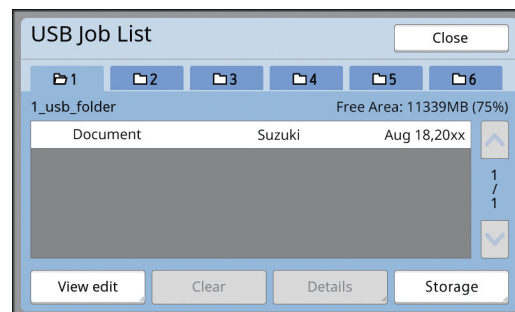 USB Job List
Close
1 2 3 4 5 6
1_usb_folder Free Area: 11339MB (75%)
Document Suzuki Aug 18,20xx
1
/
1
View edit Clear Details Storage